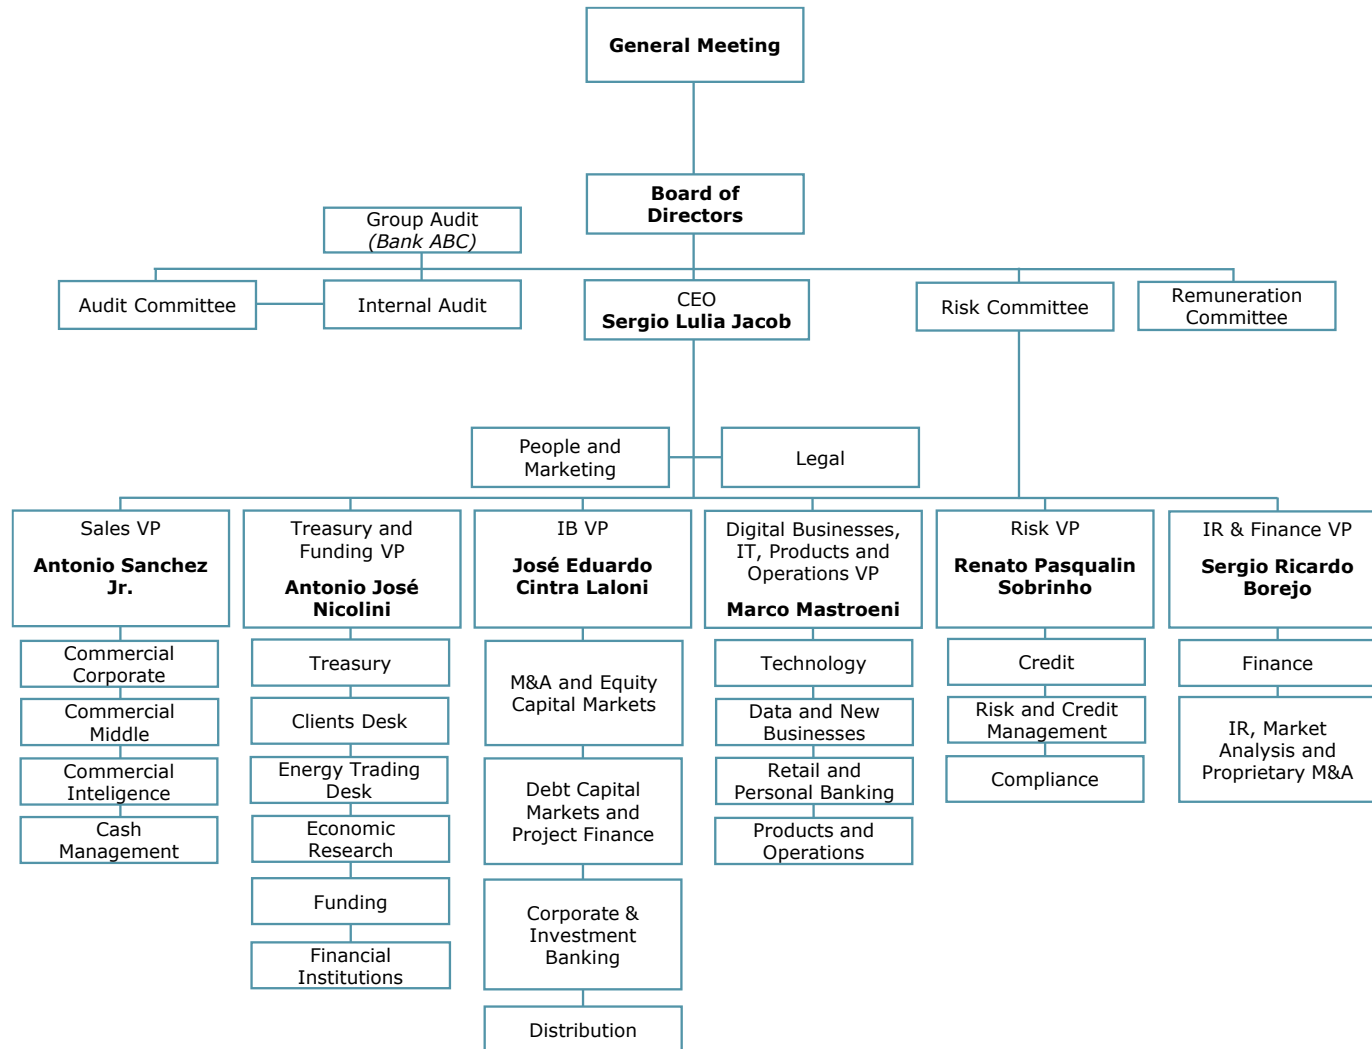 General Meeting
Board of
Directors
Group Audit
(Bank ABC)
Audit Committee
Internal Audit
CEO
Sergio Lulia Jacob
Risk Committee
Remuneration
Committee
People and
Marketing
Legal
Sales VP
Antonio Sanchez
Jr.
Treasury and
Funding VP
Antonio José
Nicolini
IB VP
José Eduardo
Cintra Laloni
Digital Businesses,
IT, Products and
Operations VP
Marco Mastroeni
Risk VP
Renato Pasqualin
Sobrinho
IR & Finance VP
Sergio Ricardo
Borejo
Commercial
Corporate
Commercial
Middle
Commercial
Inteligence
Cash
Management
Treasury
Clients Desk
Energy Trading
Desk
Economic
Research
Funding
Financial
Institutions
M&A and Equity
Capital Markets
Debt Capital
Markets and
Project Finance
Corporate &
Investment
Banking
Distribution
Technology
Data and New
Businesses
Retail and
Personal Banking
Products and
Operations
Credit
Risk and Credit
Management
Compliance
Finance
IR, Market
Analysis and
Proprietary M&A